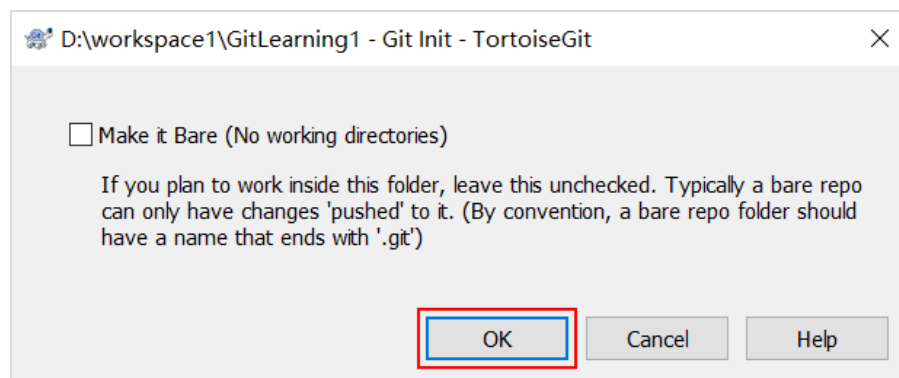 D:\workspace1\GitLearning1 - Git Init - TortoiseGit
Make it Bare (No working directories)
If you plan to work inside this folder, leave this unchecked. Typically a bare repo
can only have changes 'pushed' to it. (By convention, a bare repo folder should
have a name that ends with '.git')
OK Cancel Help